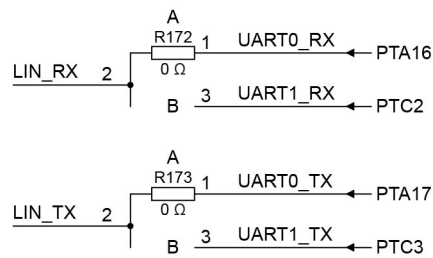 A
R172 1 UART0_RX PTA16
0 Ω
LIN_RX 2
B 3 UART1_RX PTC2
A
R173 1 UART0_TX PTA17
0 Ω
LIN_TX 2
B 3 UART1_TX PTC3